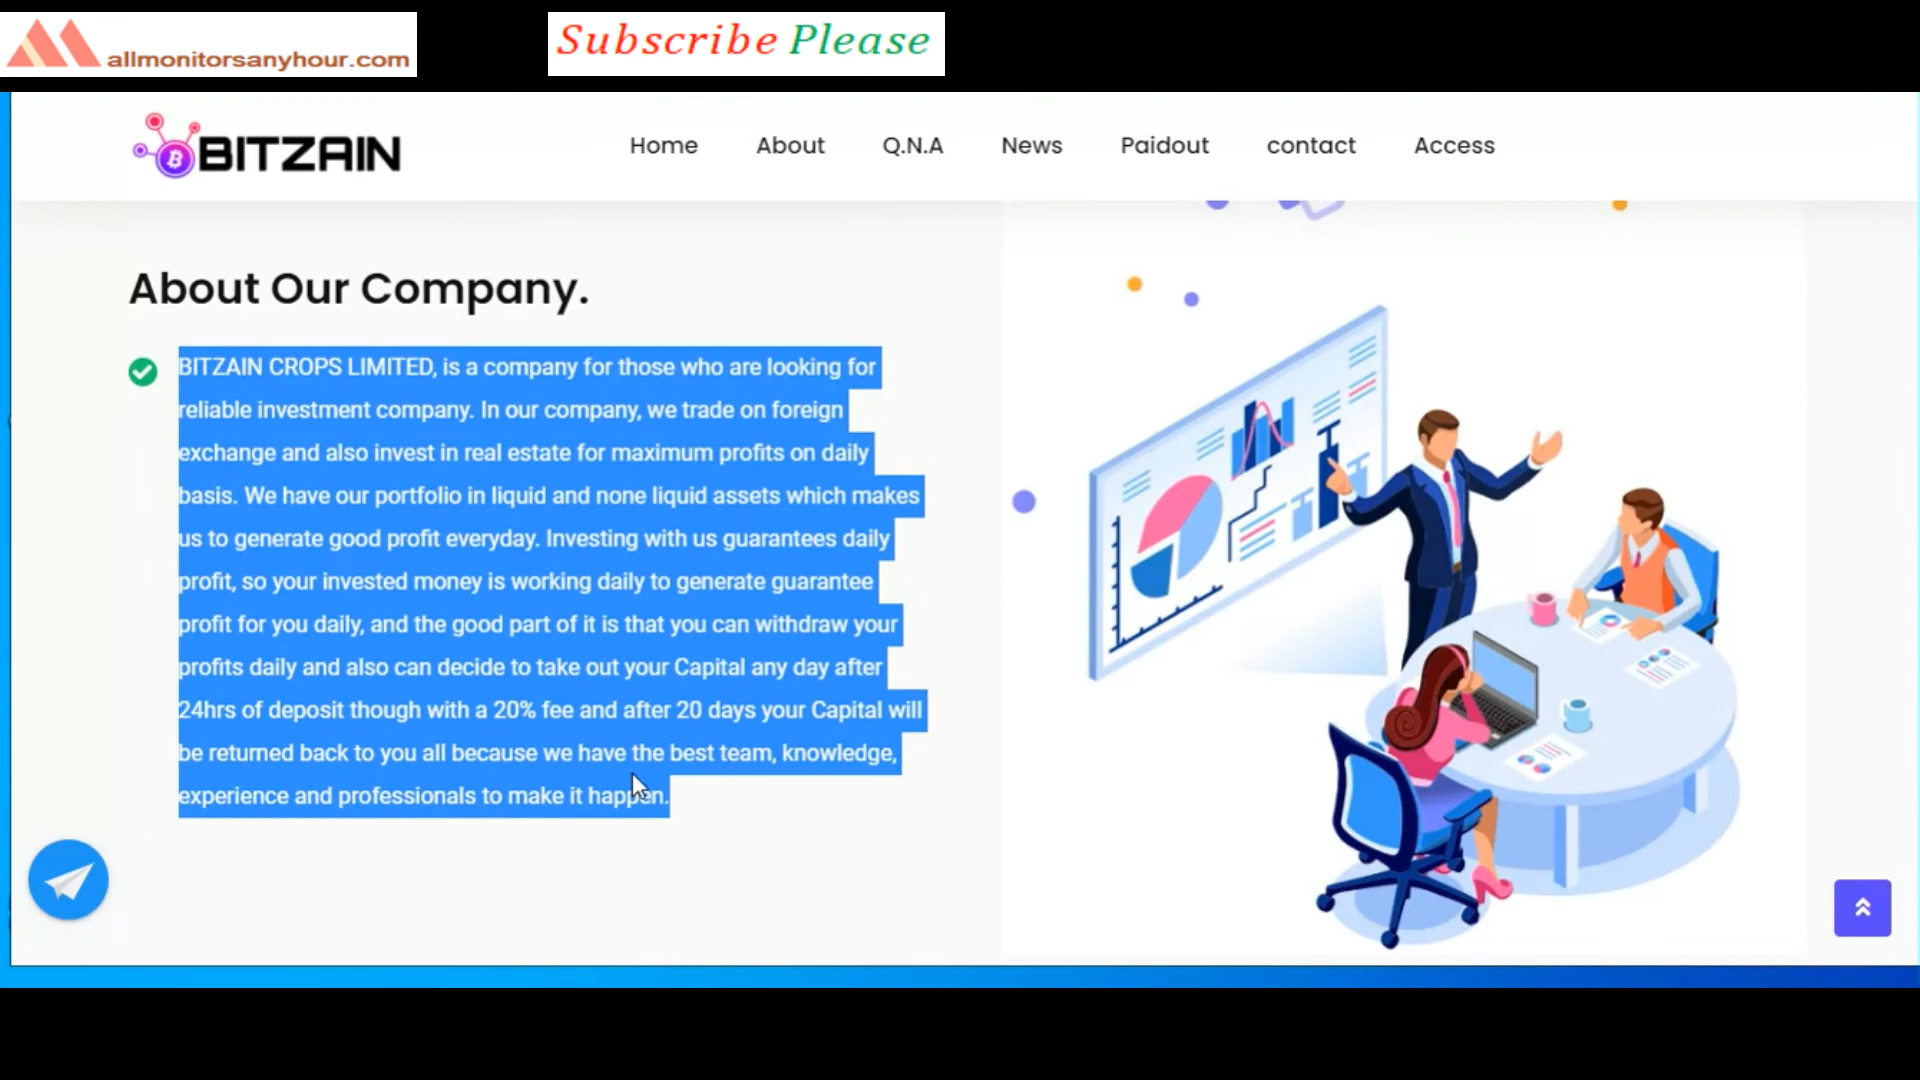 allmonitorsanyhour.com
Subscribe Please
BITZAIN
Home About Q.N.A News Paidout contact Access
About Our Company.
BITZAIN CROPS LIMITED, is a company for those who are looking for
reliable investment company. In our company, we trade on foreign
exchange and also invest in real estate for maximum profits on daily
basis. We have our portfolio in liquid and none liquid assets which makes
us to generate good profit everyday. Investing with us guarantees daily
profit, so your invested money is working daily to generate guarantee
profit for you daily, and the good part of it is that you can withdraw your
profits daily and also can decide to take out your Capital any day after
24hrs of deposit though with a 20% fee and after 20 days your Capital will
be returned back to you all because we have the best team, knowledge,
experience and professionals to make it happen.